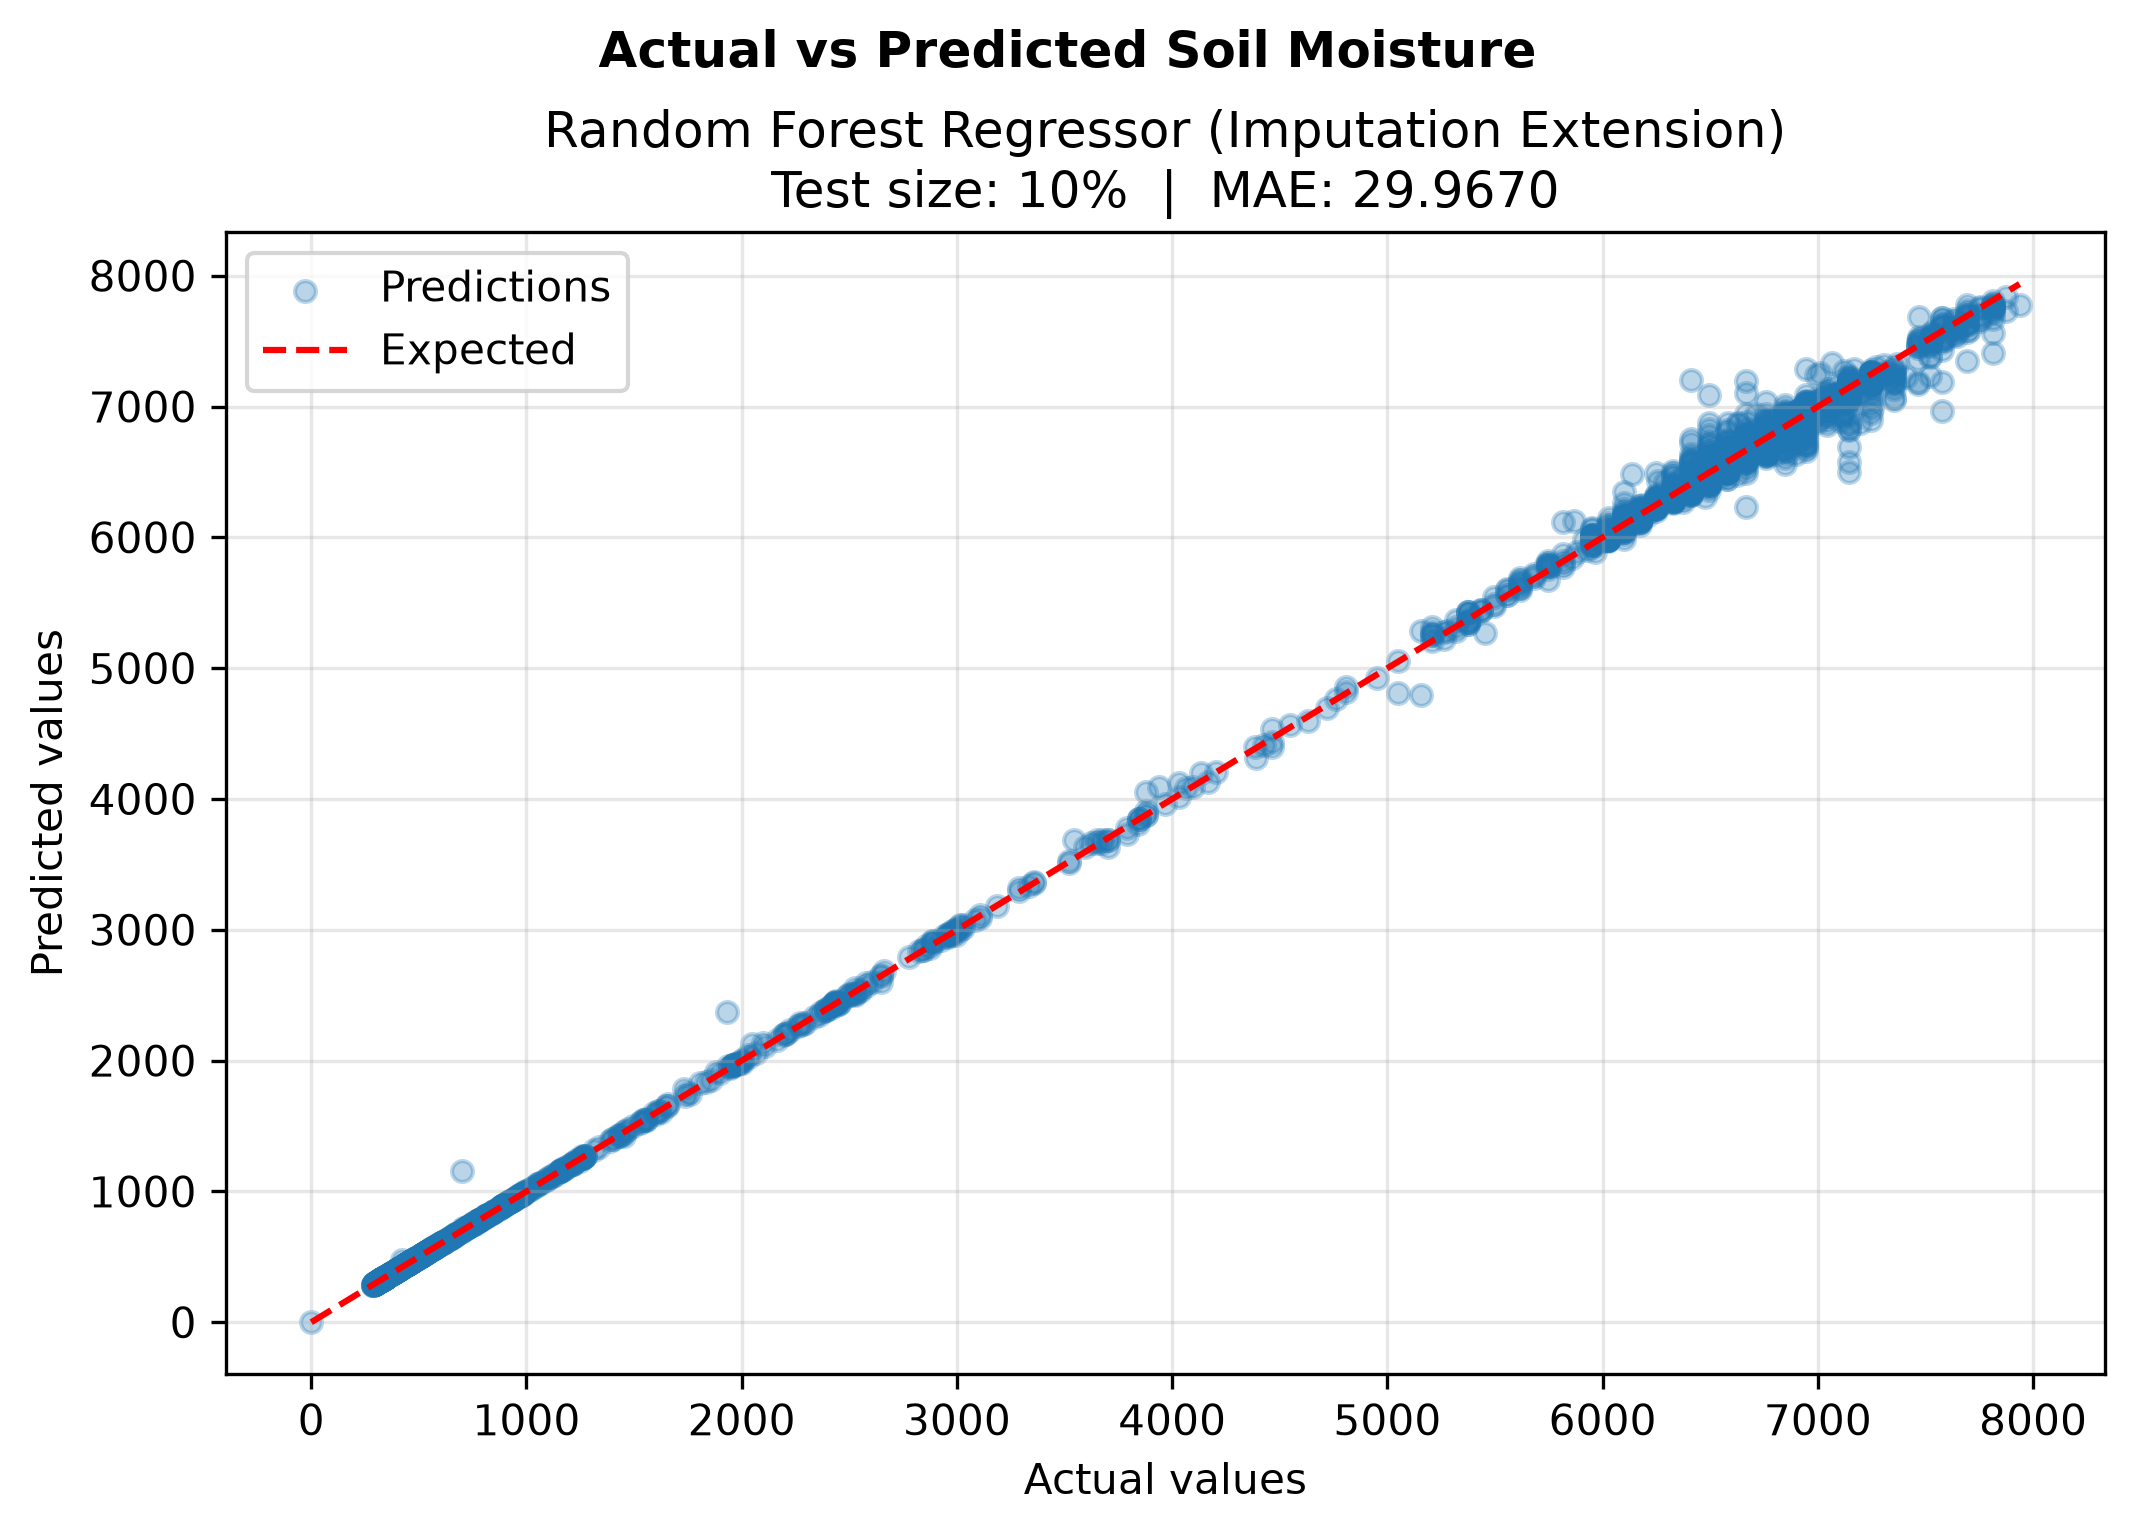 Actual vs Predicted Soil Moisture
Random Forest Regressor (Imputation Extension)
Test size: 10% | MAE: 29.9670
Predictions
Expected
8000
7000
6000
5000
4000
3000
2000
1000
0
Predicted values
0 1000 2000 3000 4000 5000 6000 7000 8000
Actual values